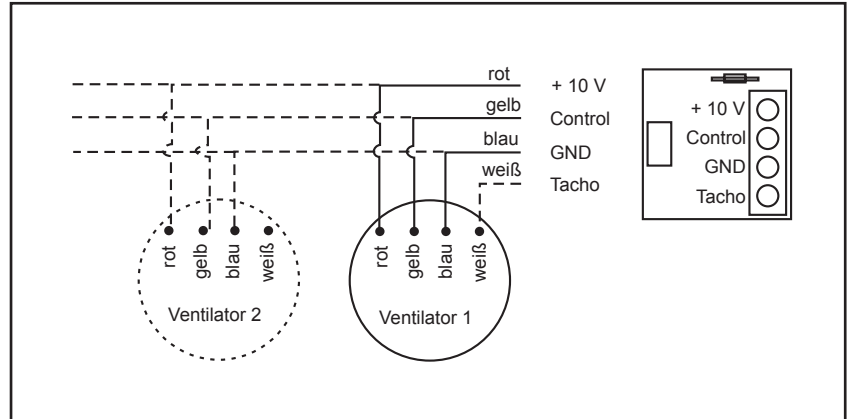 rot
+ 10 V
gelb
Control
blau
GND
weiß
Tacho
+ 10 V
Control
GND
Tacho
rot
gelb
blau
weiß
Ventilator 2
rot
gelb
blau
weiß
Ventilator 1